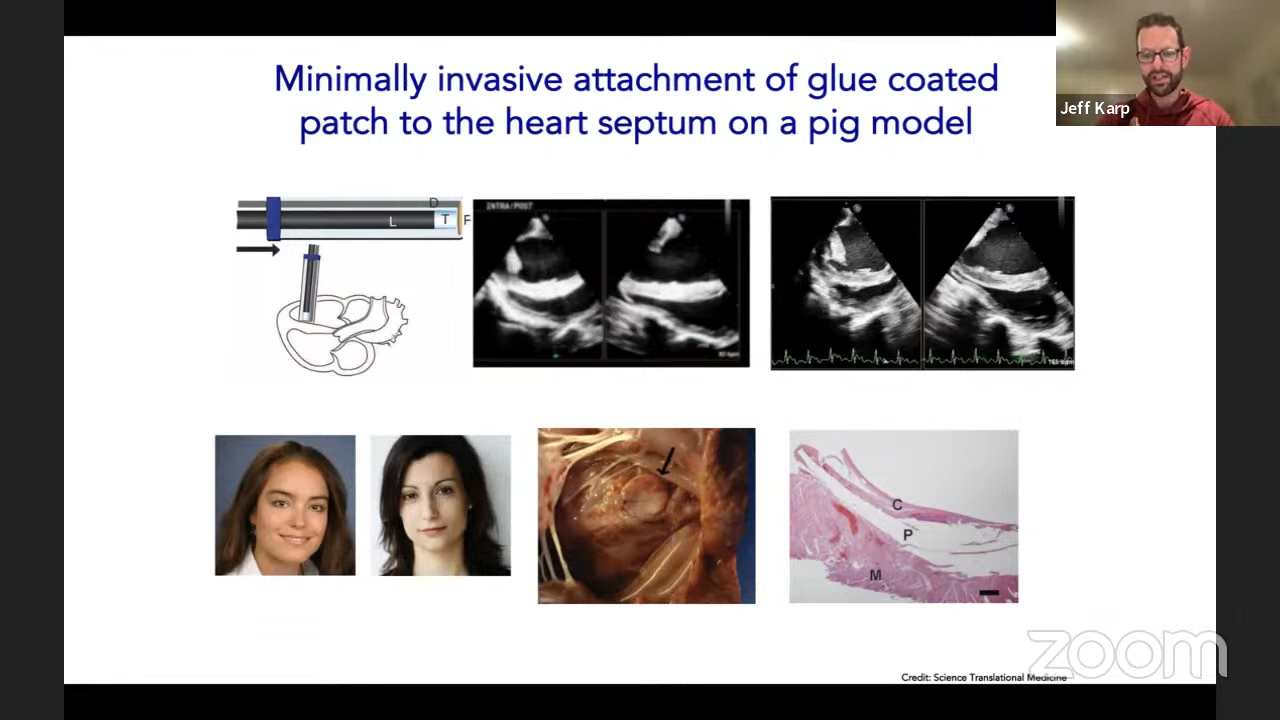 Minimally invasive attachment of glue coated
patch to the heart septum on a pig model
Jeff Karp
D
L
T
F
INTRA/POST
C
P
M
zoom
Credit: Science Translational Medicine